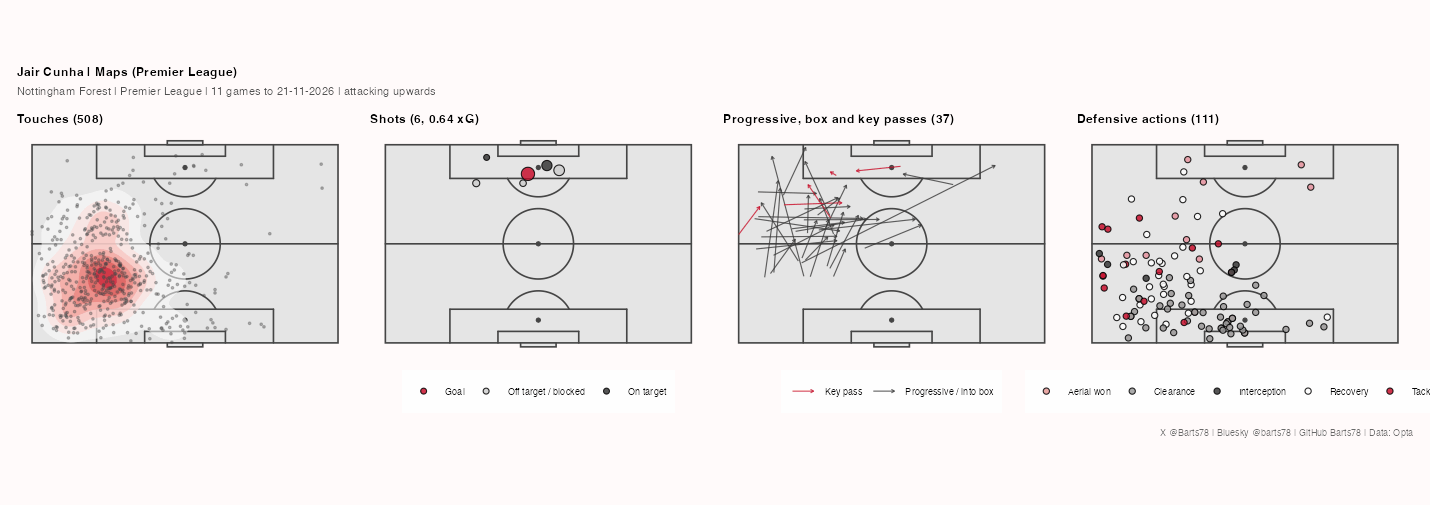 Jair Cunha | Maps (Premier League)
Nottingham Forest | Premier League | 11 games to 21-11-2026 | attacking upwards
Touches (508)
Shots (6, 0.64 xG)
Progressive, box and key passes (37)
Defensive actions (111)
Goal
Off target / blocked
On target
Key pass
Progressive / into box
Aerial won
Clearance
Interception
Recovery
Tack
X @Barts78 | Bluesky @barts78 | GitHub Barts78 | Data: Opta